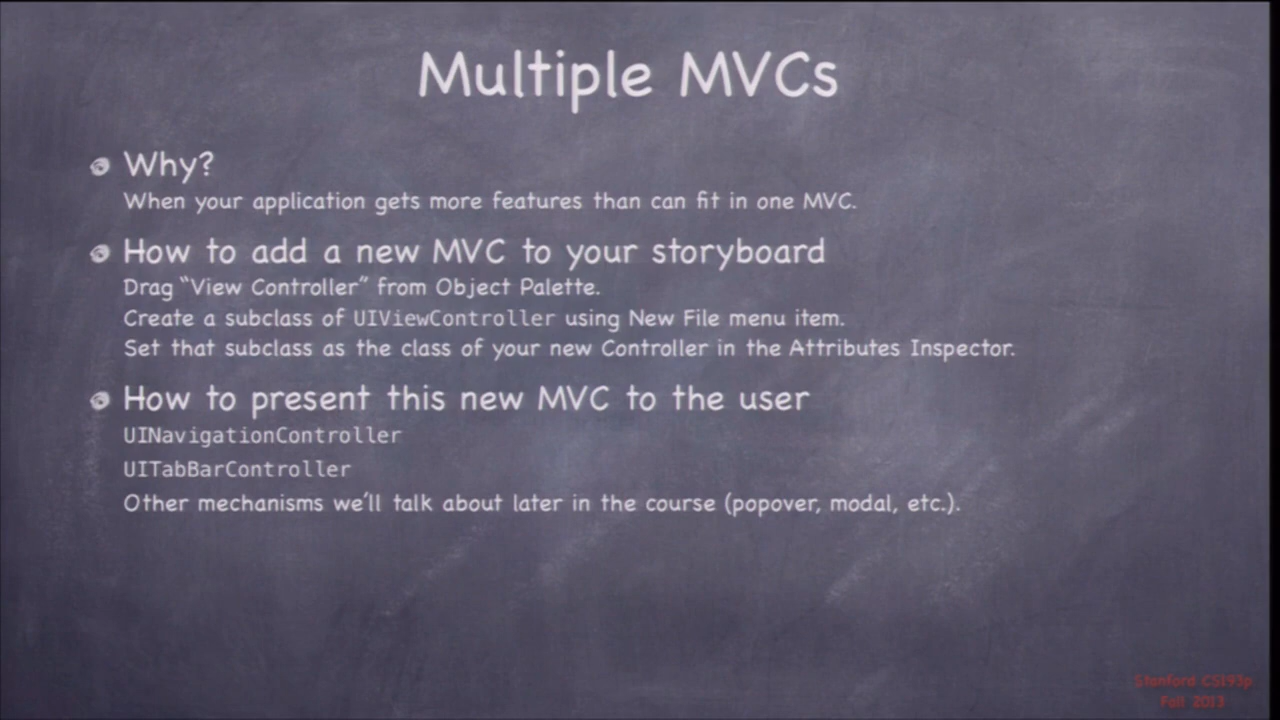 Multiple MVCs
Why?
When your application gets more features than can fit in one MVC.
How to add a new MVC to your storyboard
Drag “View Controller” from Object Palette.
Create a subclass of UIViewController using New File menu item.
Set that subclass as the class of your new Controller in the Attributes Inspector.
How to present this new MVC to the user
UINavigationController
UITabBarController
Other mechanisms we’ll talk about later in the course (popover, modal, etc.).
Stanford CS193p
Fall 2013